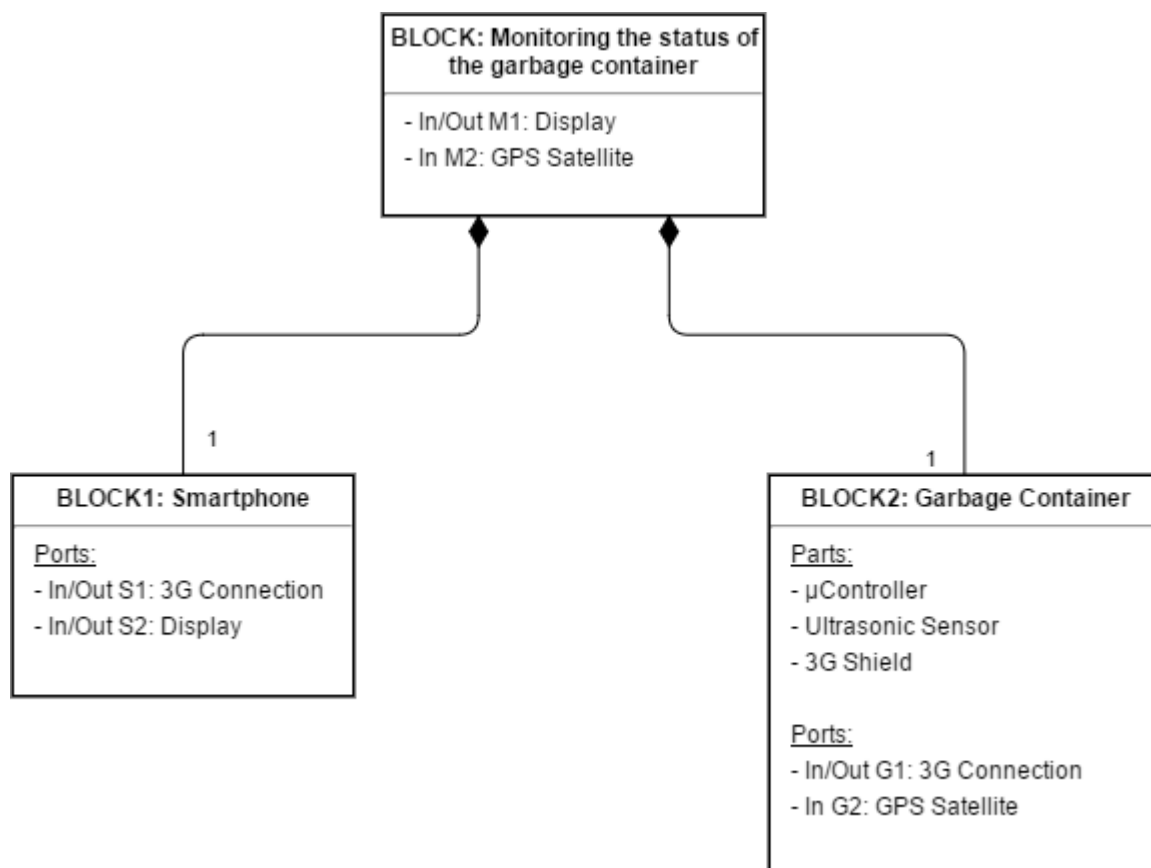 BLOCK: Monitoring the status of
the garbage container
- In/Out M1: Display
- In M2: GPS Satellite
1
1
BLOCK1: Smartphone
Ports:
- In/Out S1: 3G Connection
- In/Out S2: Display
BLOCK2: Garbage Container
Parts:
- µController
- Ultrasonic Sensor
- 3G Shield
Ports:
- In/Out G1: 3G Connection
- In G2: GPS Satellite